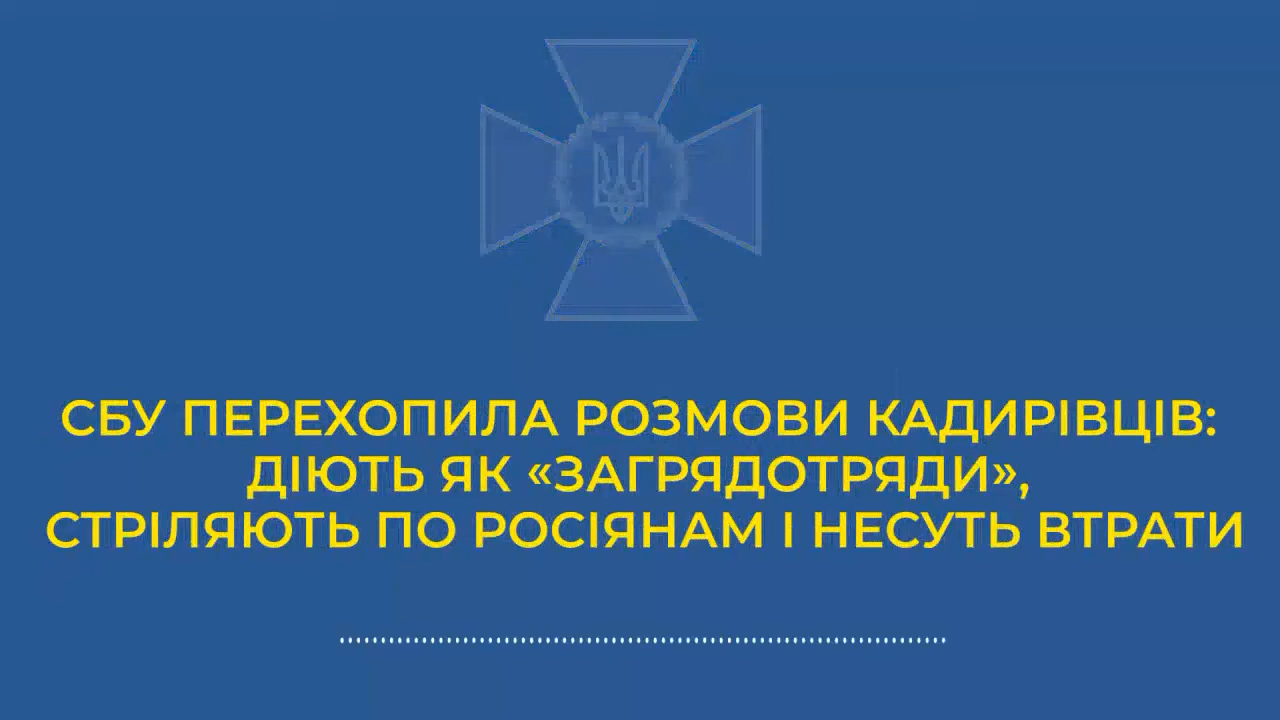 СБУ ПЕРЕХОПИЛА РОЗМОВИ КАДИРІВЦІВ:
ДІЮТЬ ЯК «ЗАГРЯДОТРЯДИ»,
СТРІЛЯЮТЬ ПО РОСІЯНАМ І НЕСУТЬ ВТРАТИ